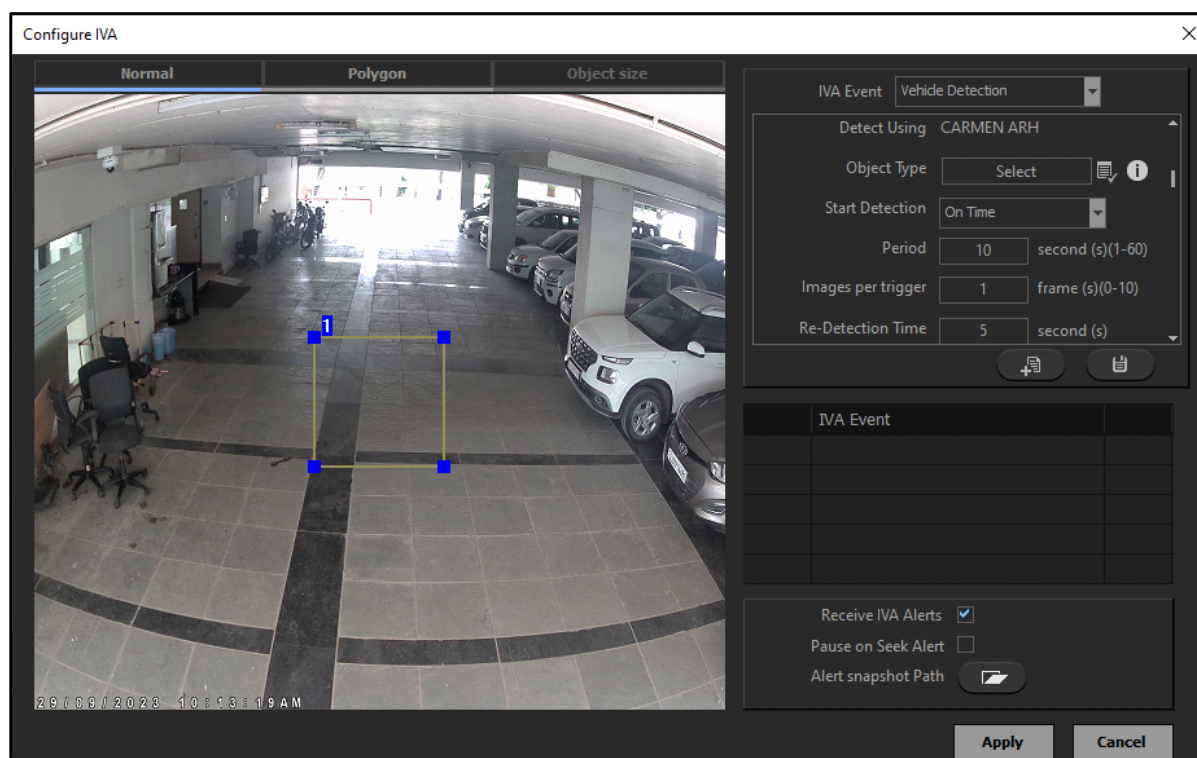 Configure IVA
Normal
Polygon
Object size
IVA Event
Vehicle Detection
Detect Using
CARMEN ARH
Object Type
Select
Start Detection
On Time
Period
10
second (s)(1-60)
Images per trigger
1
frame (s)(0-10)
Re-Detection Time
5
second (s)
1
29/09/2023 10:13:19AM
IVA Event
Receive IVA Alerts
Pause on Seek Alert
Alert snapshot Path
Apply
Cancel